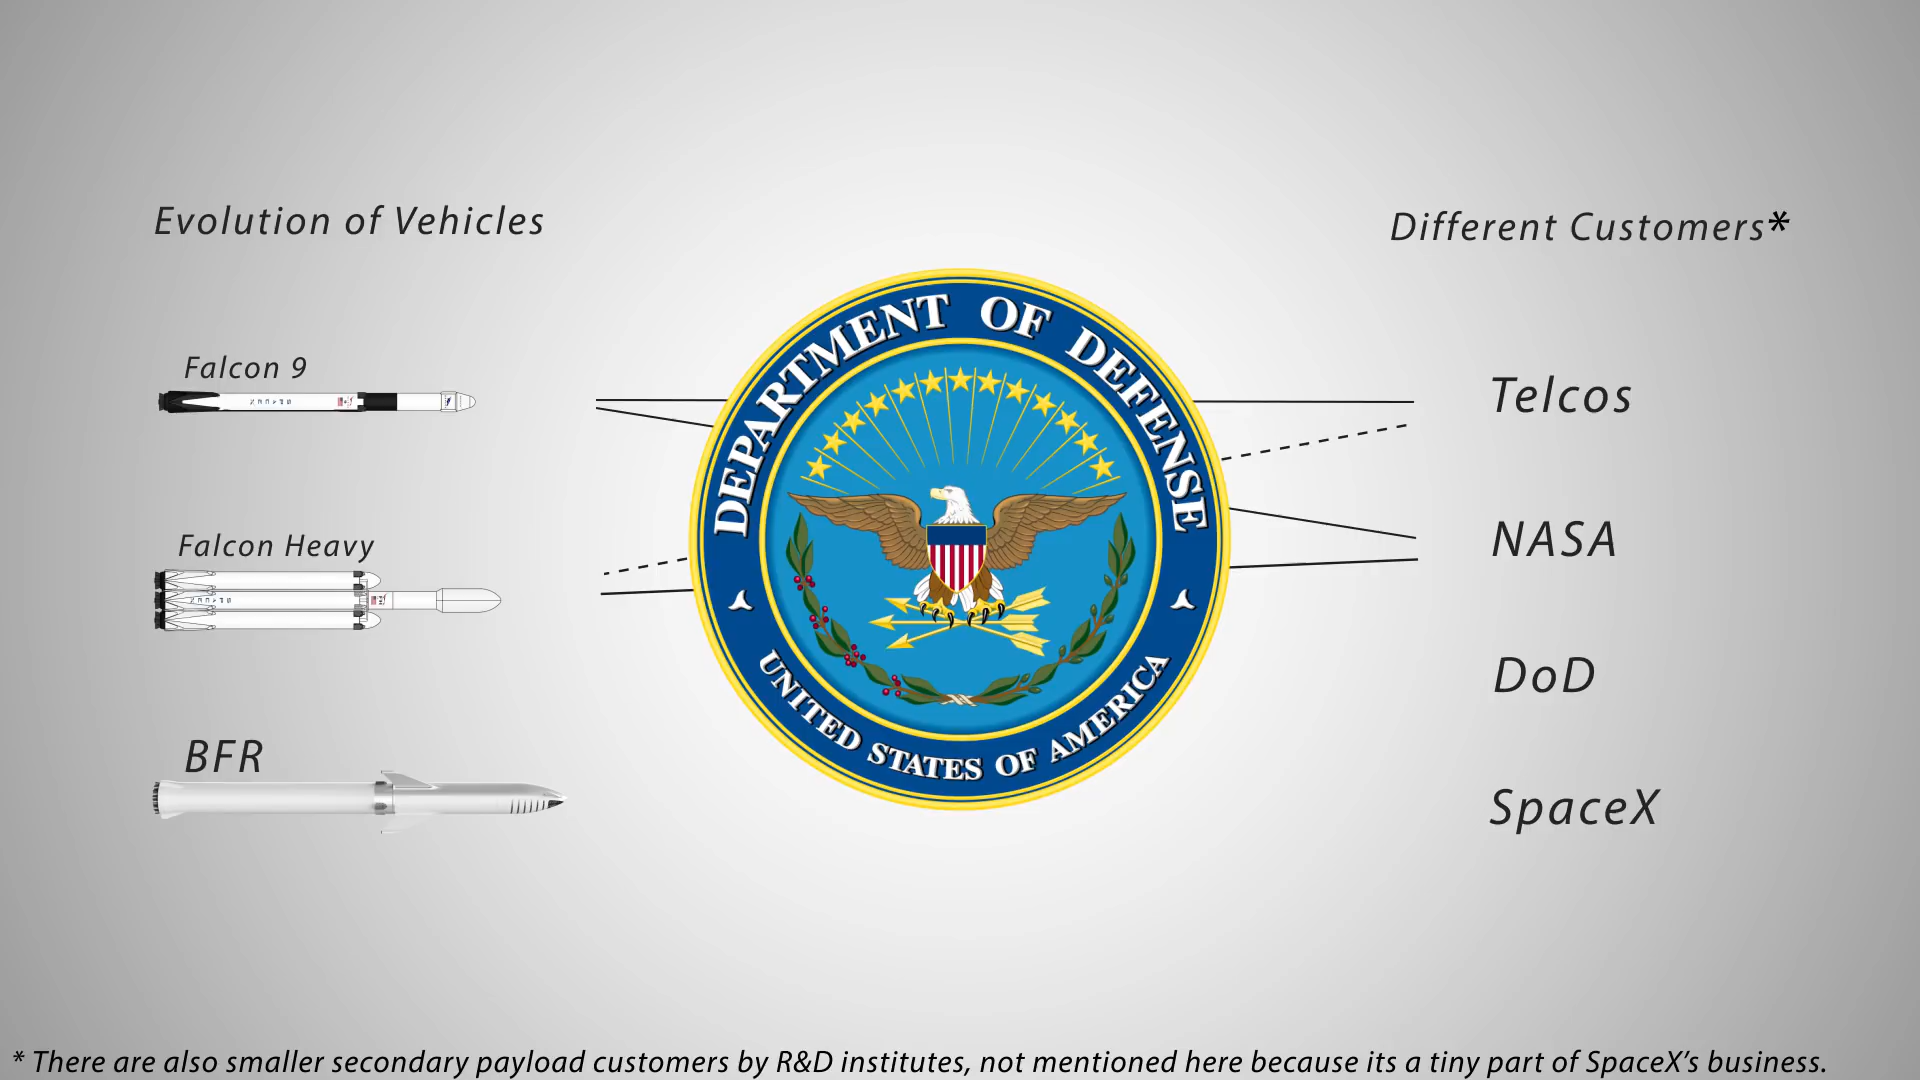 Evolution of Vehicles
Different Customers*
Falcon 9
SPACEX
Falcon Heavy
SPACEX
BFR
DEPARTMENT OF DEFENSE
UNITED STATES OF AMERICA
Telcos
NASA
DoD
SpaceX
* There are also smaller secondary payload customers by R&D institutes, not mentioned here because its a tiny part of SpaceX's business.